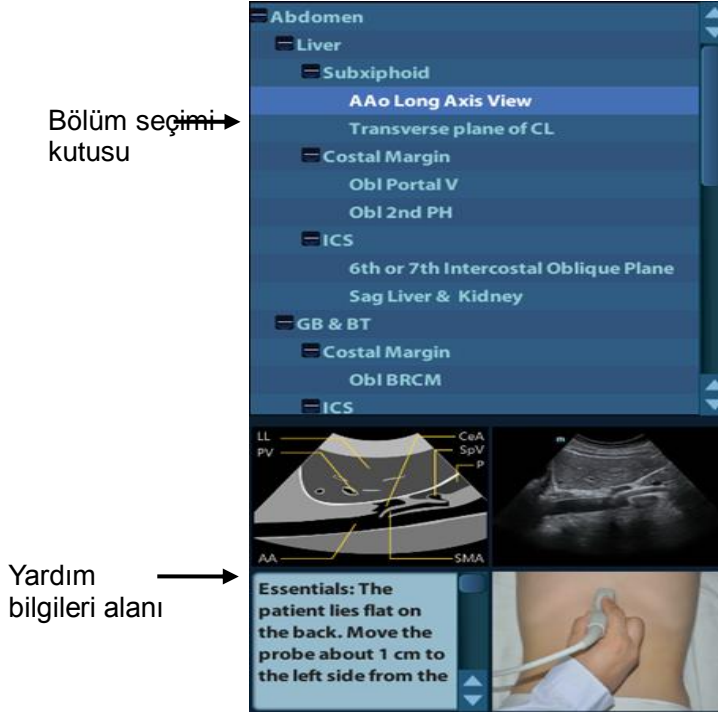 Abdomen
Liver
Subxiphoid
AAo Long Axis View
Transverse plane of CL
Costal Margin
Obl Portal V
Obl 2nd PH
ICS
6th or 7th Intercostal Oblique Plane
Sag Liver & Kidney
GB & BT
Costal Margin
Obl BRCM
ICS
Bölüm seçimi
kutusu
LL
PV
CeA
SpV
P
AA
SMA
m
Yardım
bilgileri alanı
Essentials: The
patient lies flat on
the back. Move the
probe about 1 cm to
the left side from the